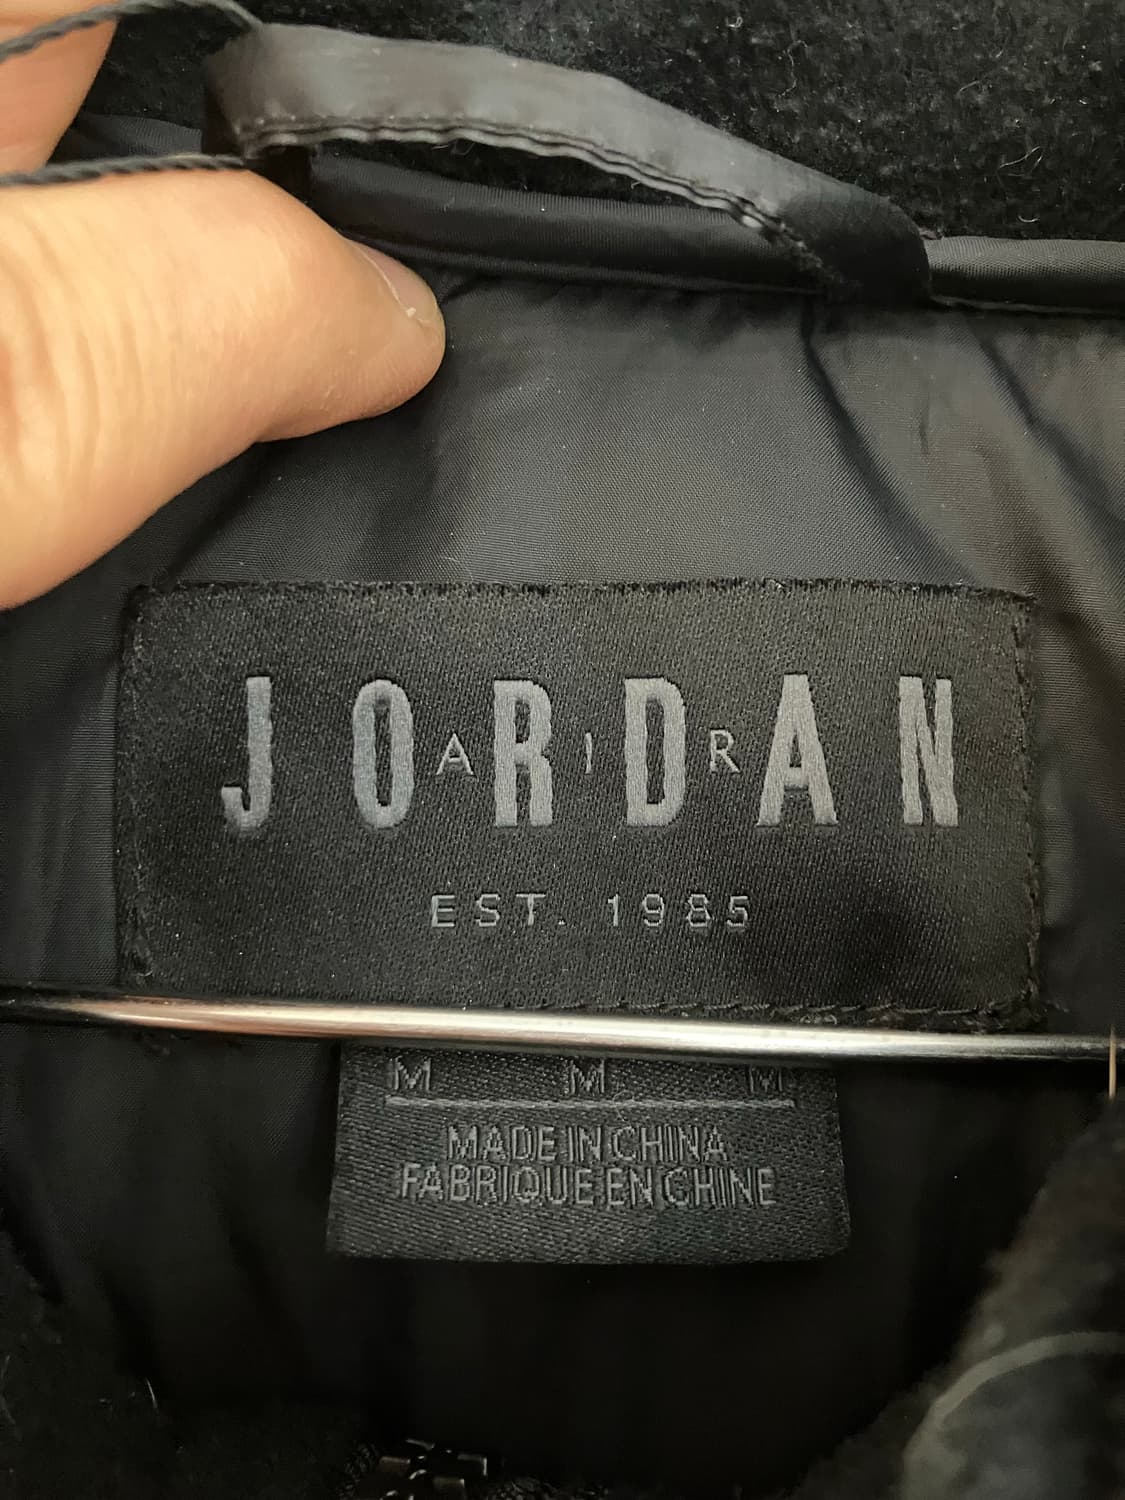 JORDAN
AIR
EST. 1985
M M M
MADE IN CHINA
FABRIQUE EN CHINE